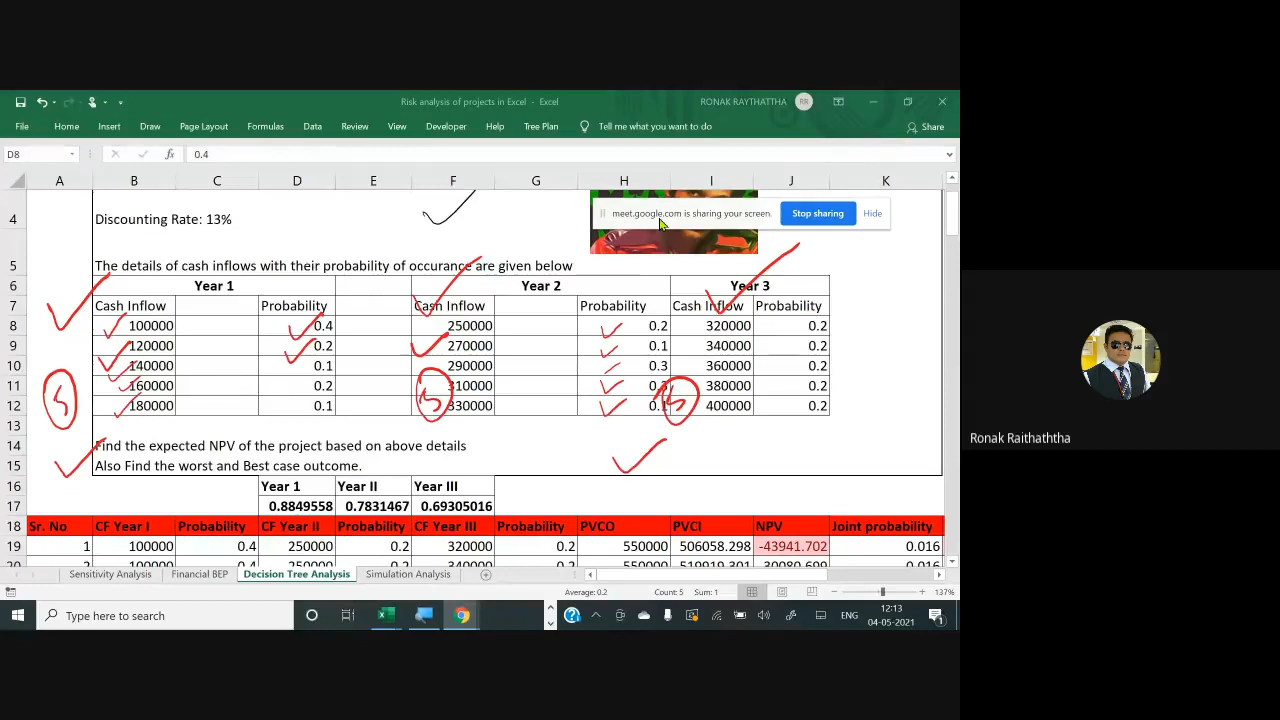 Risk analysis of projects in Excel - Excel
RONAK RAYTHATTHA RR
File Home Insert Draw Page Layout Formulas Data Review View Developer Help Tree Plan Tell me what you want to do Share
D8 fx 0.4
A B C D E F G H I J K
4 Discounting Rate: 13%
meet.google.com is sharing your screen. Stop sharing Hide
5 The details of cash inflows with their probability of occurance are given below
6 Year 1 Year 2 Year 3
7 Cash Inflow Probability Cash Inflow Probability Cash Inflow Probability
8 100000 0.4 250000 0.2 320000 0.2
9 120000 0.2 270000 0.1 340000 0.2
10 140000 0.1 290000 0.3 360000 0.2
11 160000 0.2 310000 0.3 380000 0.2
12 180000 0.1 330000 0.1 400000 0.2
13
14 Find the expected NPV of the project based on above details
15 Also Find the worst and Best case outcome.
16 Year 1 Year II Year III
17 0.8849558 0.7831467 0.69305016
18 Sr. No CF Year I Probability CF Year II Probability CF Year III Probability PVCO PVCI NPV Joint probability
19 1 100000 0.4 250000 0.2 320000 0.2 550000 506058.298 -43941.702 0.016
Sensitivity Analysis Financial BEP Decision Tree Analysis Simulation Analysis
Average: 0.2 Count: 5 Sum: 1 137%
Type here to search
ENG
12:13
04-05-2021
Ronak Raithaththa